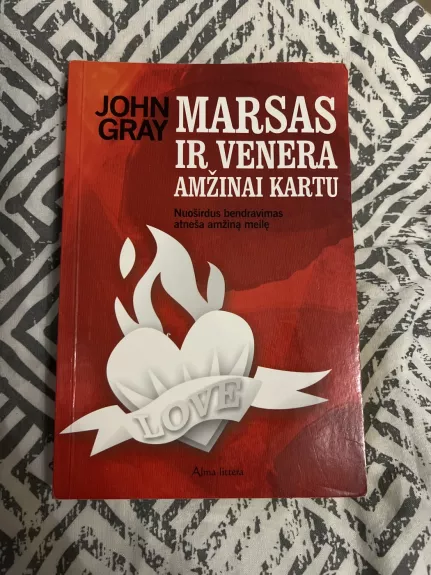 JOHN
GRAY
MARSAS
IR VENERA
AMŽINAI KARTU
Nuoširdus bendravimas
atneša amžiną meilę
LOVE
Alma littera